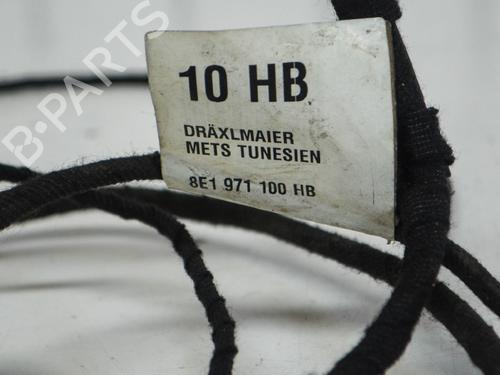 B-PARTS
10 HB
DRÄXLMAIER
METS TUNESIEN
8E1 971 100 HB